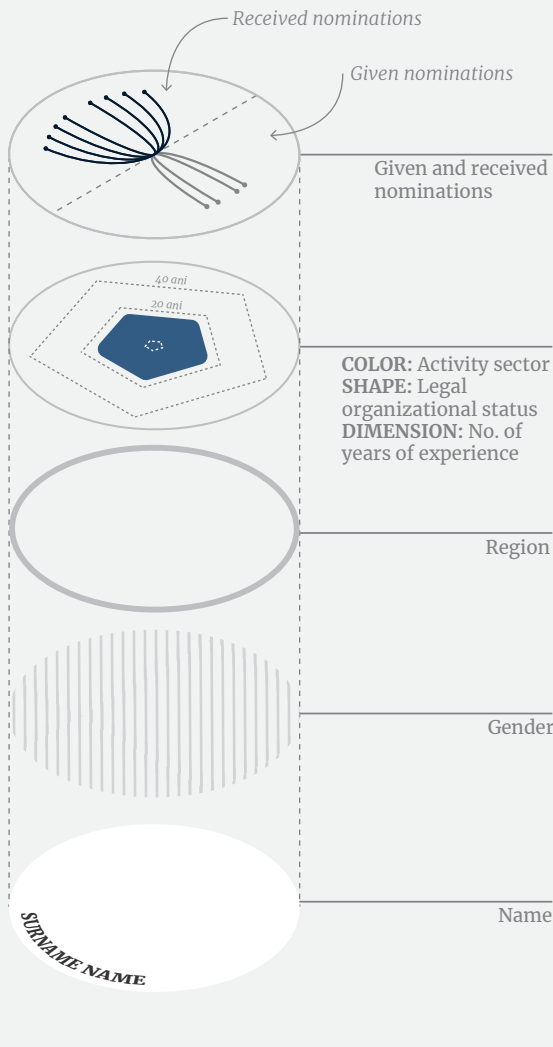 Received nominations
Given nominations
Given and received
nominations
40 ani
20 ani
COLOR: Activity sector
SHAPE: Legal
organizational status
DIMENSION: No. of
years of experience
Region
Gender
Name
SURNAME NAME